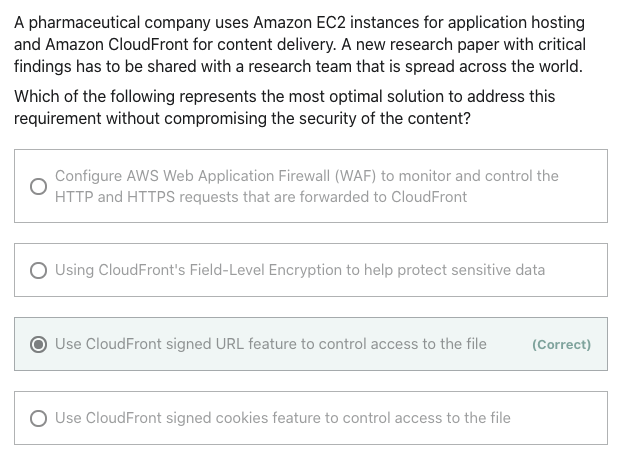 A pharmaceutical company uses Amazon EC2 instances for application hosting
and Amazon CloudFront for content delivery. A new research paper with critical
findings has to be shared with a research team that is spread across the world.
Which of the following represents the most optimal solution to address this
requirement without compromising the security of the content?
Configure AWS Web Application Firewall (WAF) to monitor and control the
HTTP and HTTPS requests that are forwarded to CloudFront
Using CloudFront's Field-Level Encryption to help protect sensitive data
Use CloudFront signed URL feature to control access to the file (Correct)
Use CloudFront signed cookies feature to control access to the file